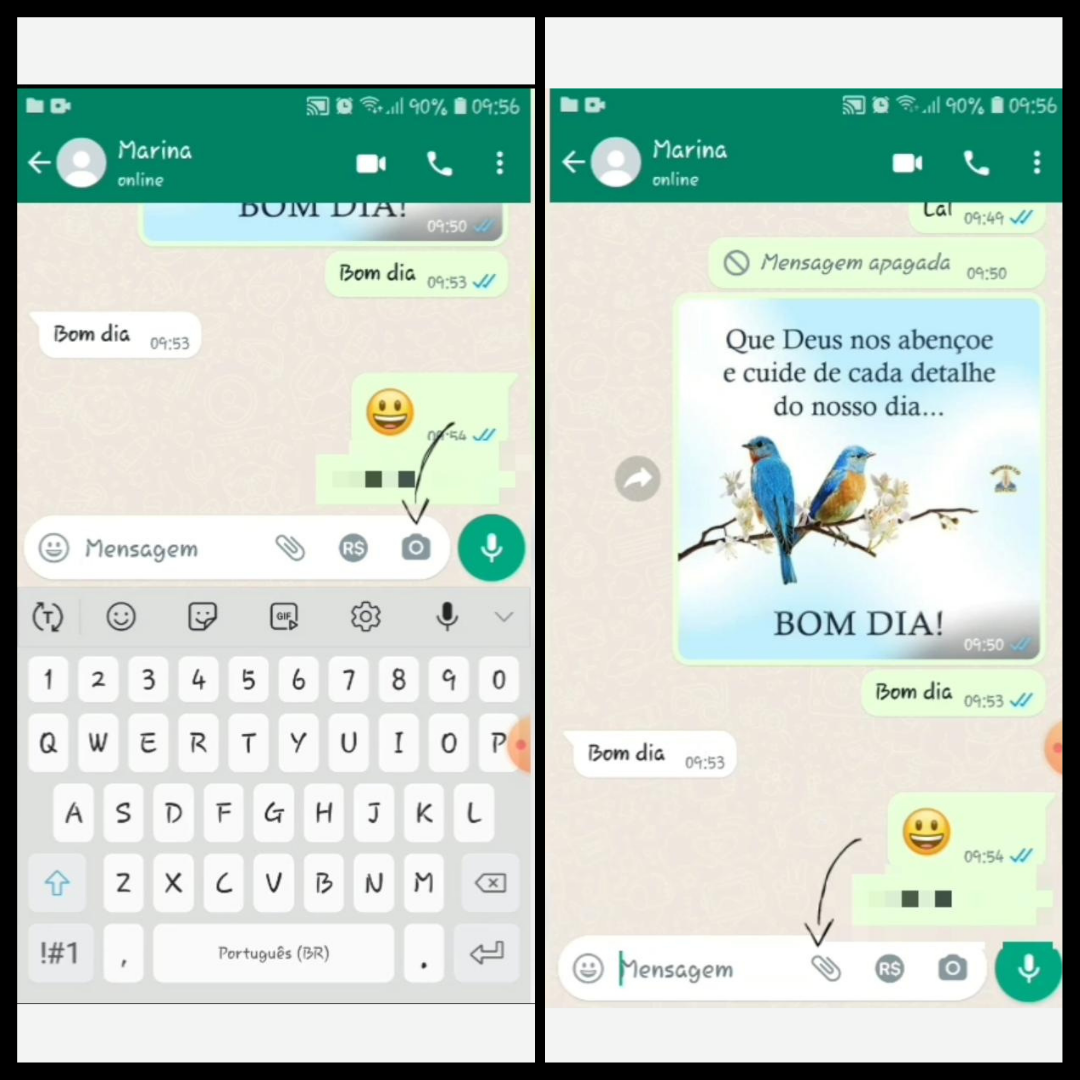 90% 09:56
Marina
online
BOM DIA!
09:50
Bom dia 09:53
Bom dia 09:53
09:54
Mensagem
RS
T
GIF
1 2 3 4 5 6 7 8 9 0
Q W E R T Y U I O P
A S D F G H J K L
Z X C V B N M
!#1 , Português (BR) .
90% 09:56
Marina
online
Lal 09:49
Mensagem apagada 09:50
Que Deus nos abençoe
e cuide de cada detalhe
do nosso dia...
BOM DIA!
09:50
Bom dia 09:53
Bom dia 09:53
09:54
Mensagem
RS